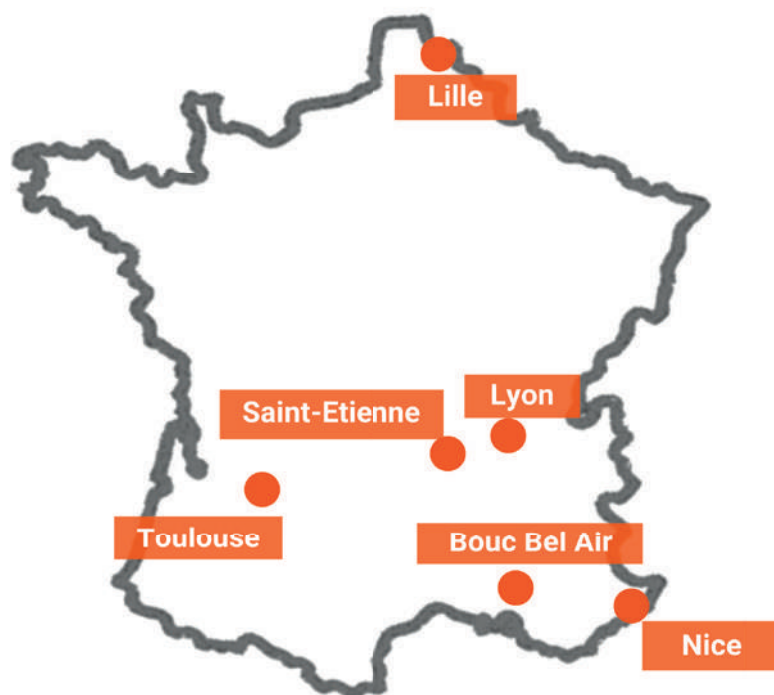 Lille
Lyon
Saint-Etienne
Toulouse
Bouc Bel Air
Nice